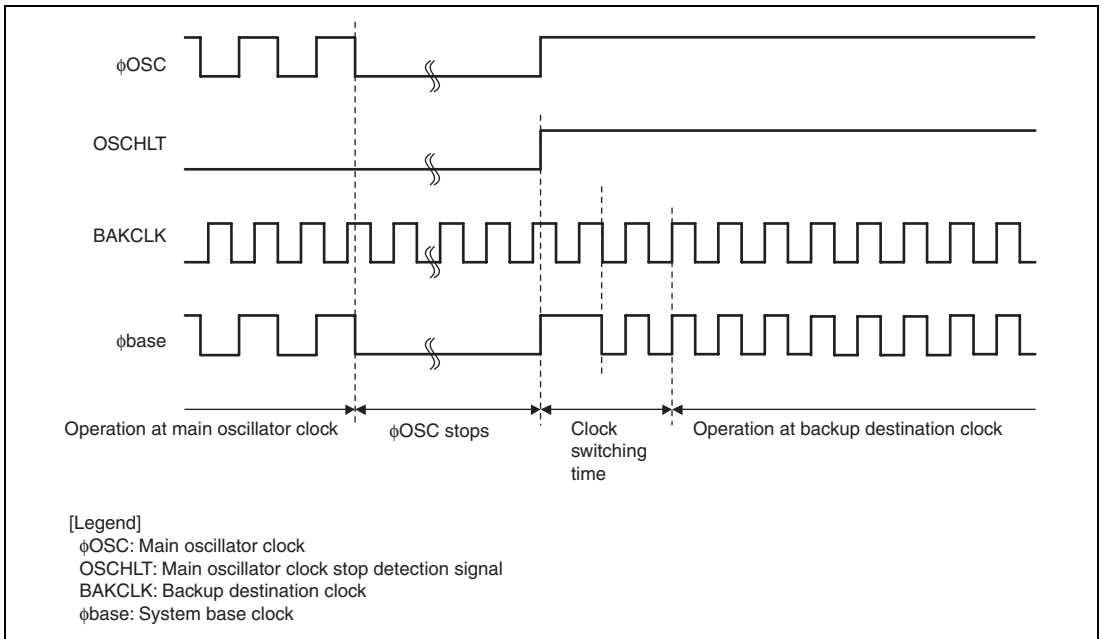 φOSC
OSCHLT
BAKCLK
φbase
Operation at main oscillator clock
φOSC stops
Clock
switching
time
Operation at backup destination clock
[Legend]
φOSC: Main oscillator clock
OSCHLT: Main oscillator clock stop detection signal
BAKCLK: Backup destination clock
φbase: System base clock